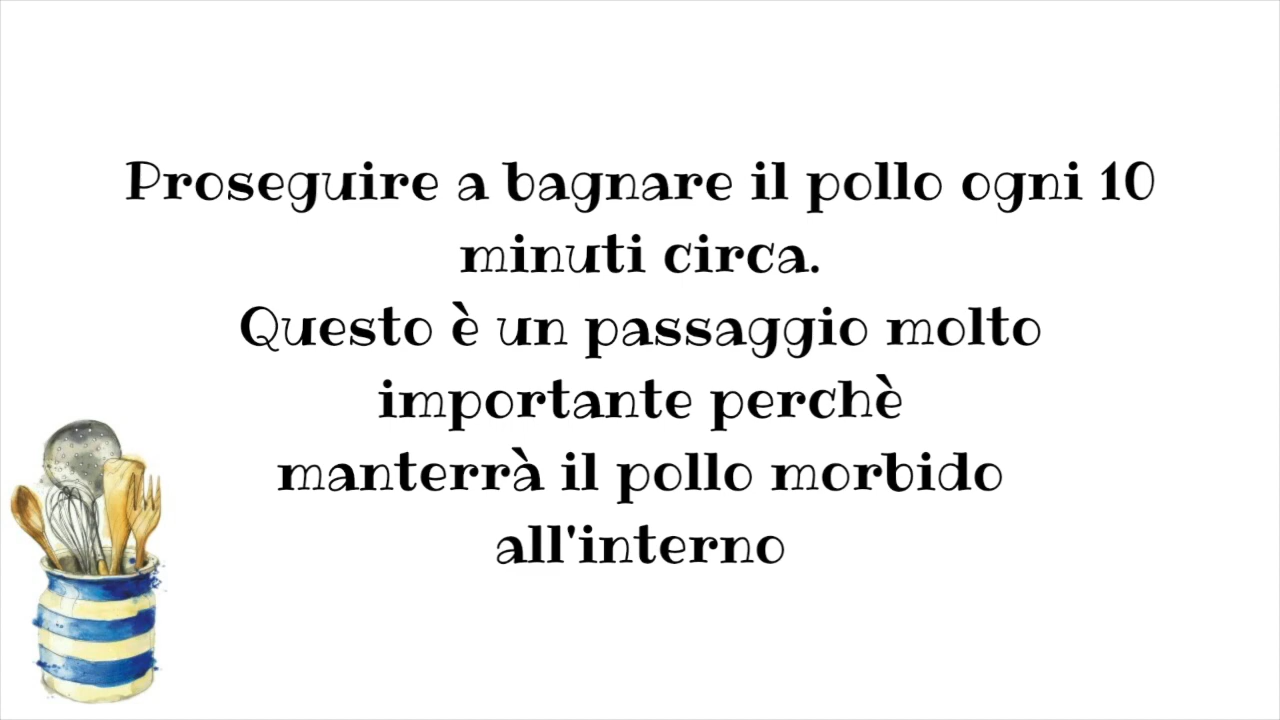 Proseguire a bagnare il pollo ogni 10
minuti circa.
Questo è un passaggio molto
importante perchè
manterrà il pollo morbido
all'interno